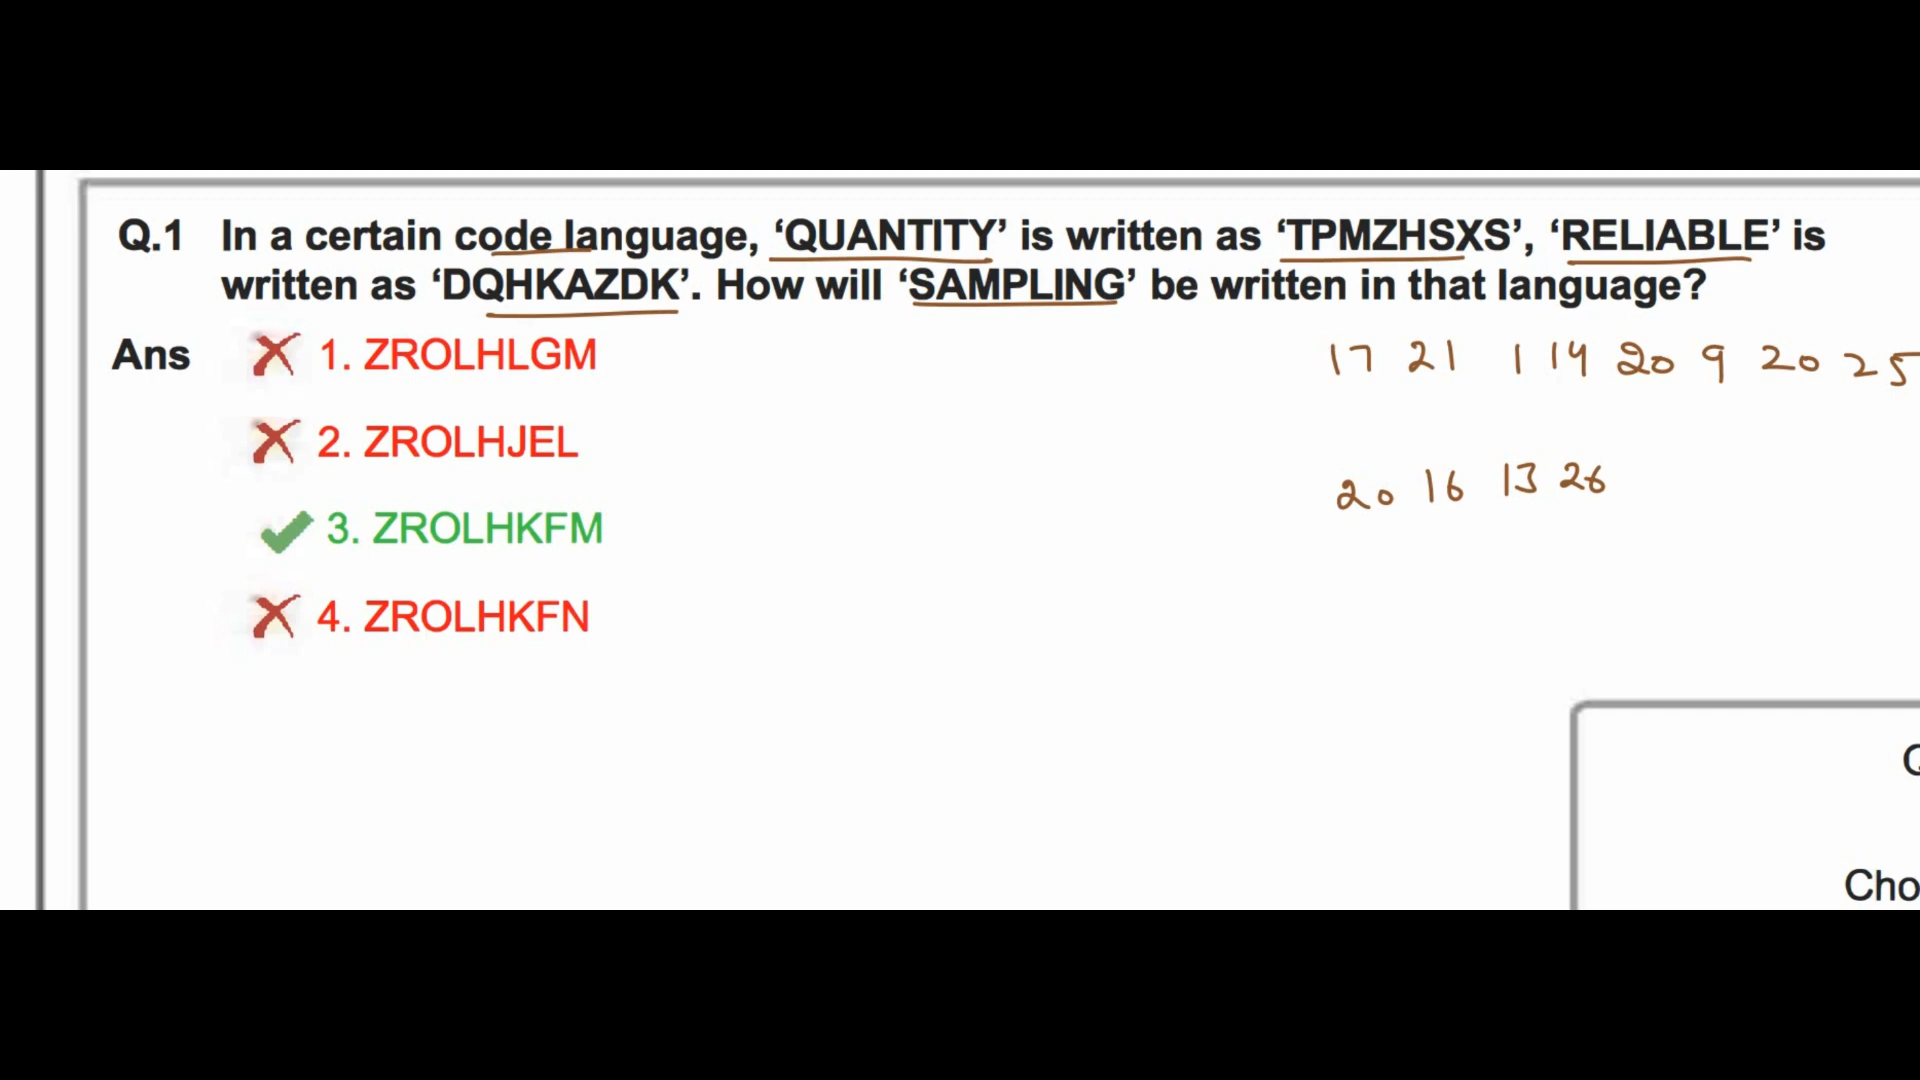 Q.1 In a certain code language, ‘QUANTITY’ is written as ‘TPMZHSXS’, ‘RELIABLE’ is
written as ‘DQHKAZDK’. How will ‘SAMPLING’ be written in that language?
Ans 1. ZROLHLGM
2. ZROLHJEL
3. ZROLHKFM
4. ZROLHKFN
17 21 1 14 20 9 20 25
20 16 13 26
Cho